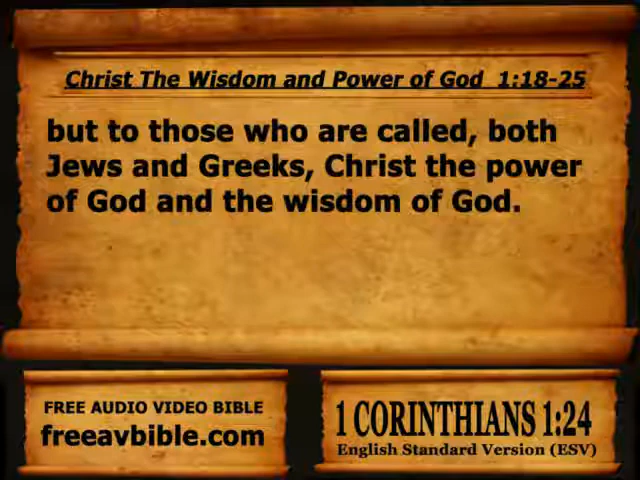 Christ The Wisdom and Power of God  1:18-25
but to those who are called, both
Jews and Greeks, Christ the power
of God and the wisdom of God.
FREE AUDIO VIDEO BIBLE
freeavbible.com
1 CORINTHIANS 1:24
English Standard Version (ESV)